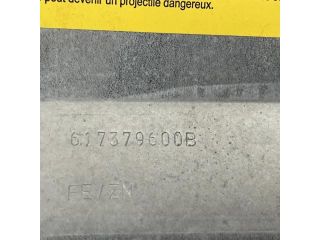 peut devenir un projectile dangereux.
617379600B
FE/ZN